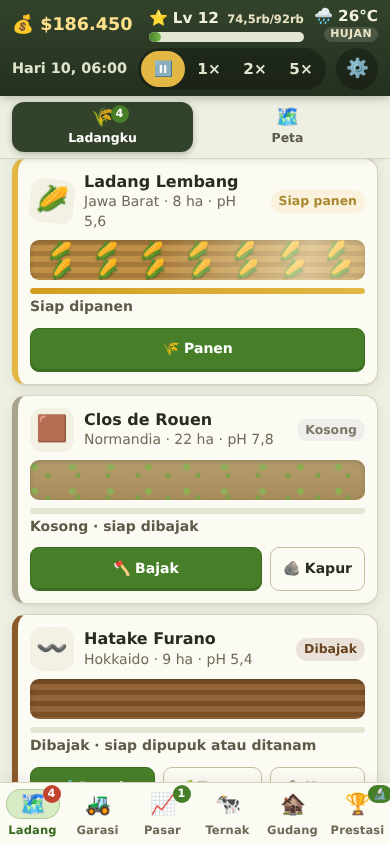 $186.450
Lv 12 74,5rb/92rb
26°C
HUJAN
Hari 10, 06:00
1×
2×
5×
4
Ladangku
Peta
Ladang Lembang
Jawa Barat · 8 ha · pH
5,6
Siap panen
Siap dipanen
Panen
Clos de Rouen
Normandia · 22 ha · pH 7,8
Kosong
Kosong · siap dibajak
Bajak
Kapur
Hatake Furano
Hokkaido · 9 ha · pH 5,4
Dibajak
Dibajak · siap dipupuk atau ditanam
4
1
Ladang
Garasi
Pasar
Ternak
Gudang
Prestasi